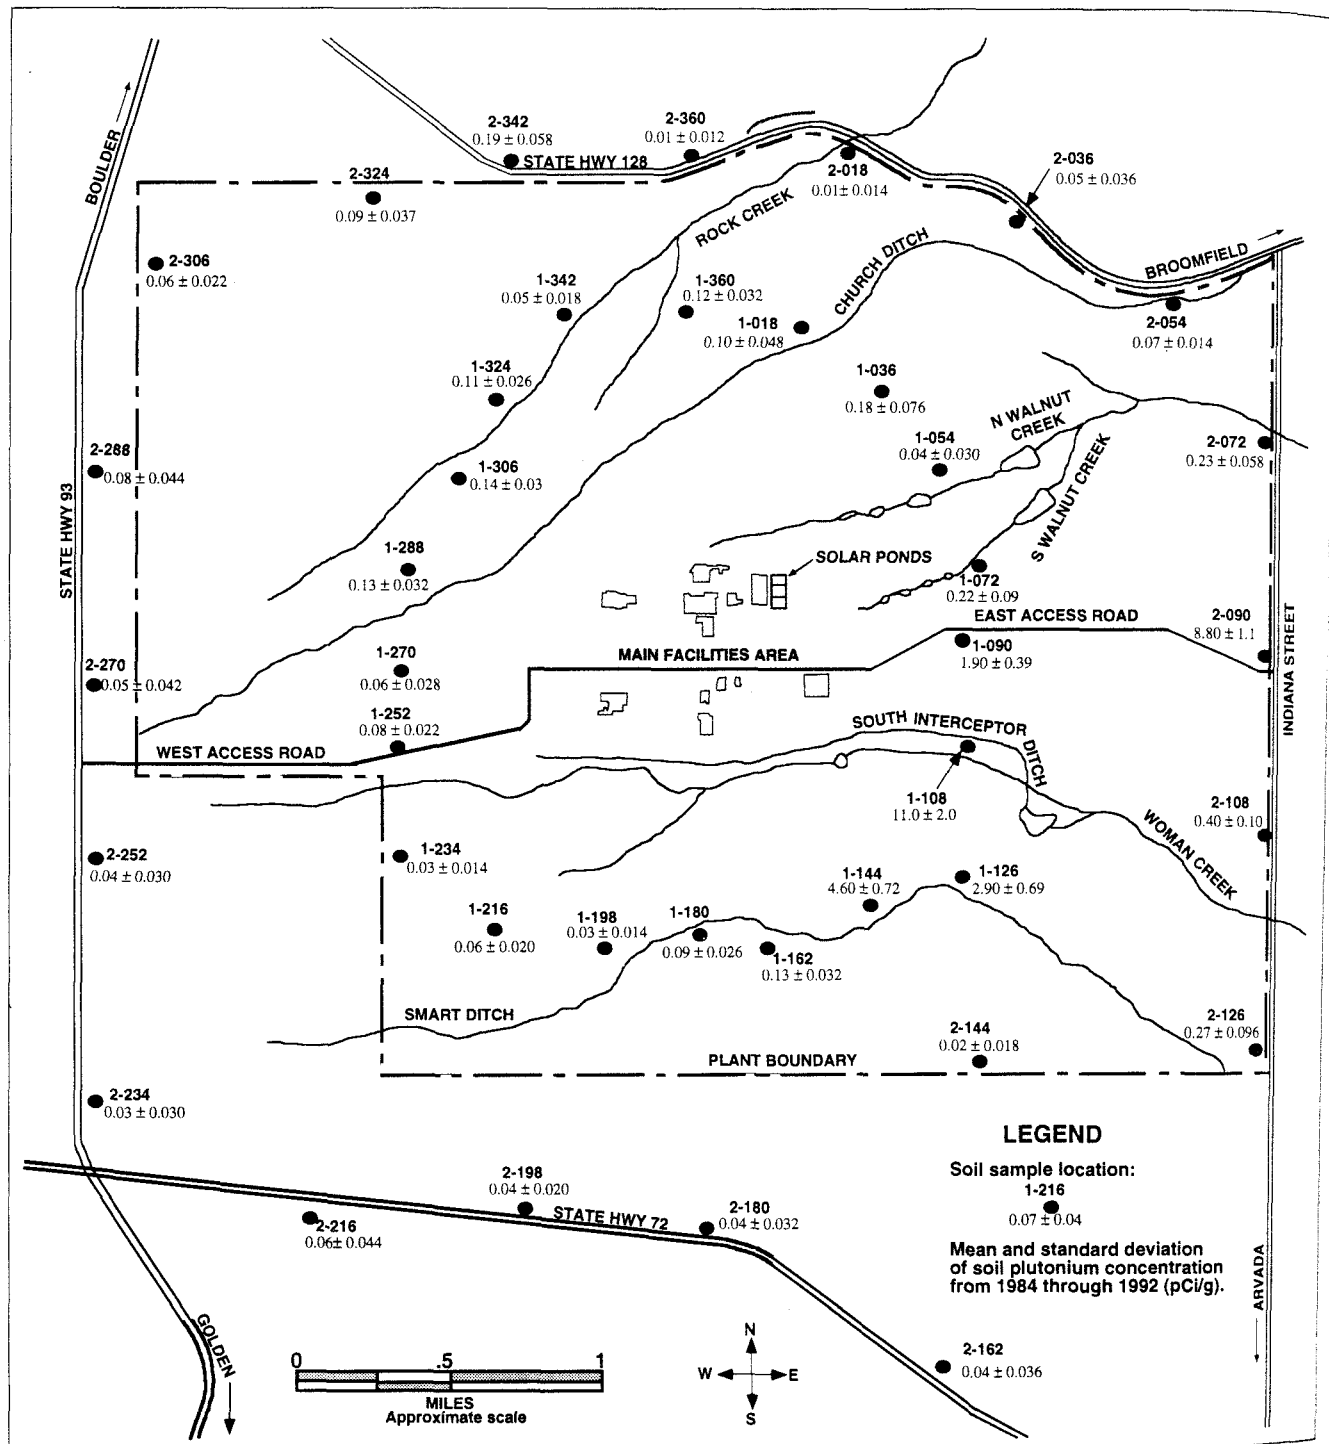 2-342
0.19 ± 0.058
2-360
0.01 ± 0.012
STATE HWY 128
2-018
0.01 ± 0.014
2-036
0.05 ± 0.036
BOULDER
2-324
0.09 ± 0.037
ROCK CREEK
CHURCH DITCH
BROOMFIELD
2-306
0.06 ± 0.022
1-342
0.05 ± 0.018
1-360
0.12 ± 0.032
1-018
0.10 ± 0.048
2-054
0.07 ± 0.014
1-324
0.11 ± 0.026
1-036
0.18 ± 0.076
N WALNUT
CREEK
1-054
0.04 ± 0.030
2-072
0.23 ± 0.058
2-288
0.08 ± 0.044
1-306
0.14 ± 0.03
S WALNUT CREEK
STATE HWY 93
1-288
0.13 ± 0.032
SOLAR PONDS
1-072
0.22 ± 0.09
EAST ACCESS ROAD
2-090
8.80 ± 1.1
INDIANA STREET
2-270
0.05 ± 0.042
1-270
0.06 ± 0.028
MAIN FACILITIES AREA
1-090
1.90 ± 0.39
1-252
0.08 ± 0.022
WEST ACCESS ROAD
SOUTH INTERCEPTOR
DITCH
1-108
11.0 ± 2.0
2-108
0.40 ± 0.10
WOMAN CREEK
2-252
0.04 ± 0.030
1-234
0.03 ± 0.014
1-144
4.60 ± 0.72
1-126
2.90 ± 0.69
1-216
0.06 ± 0.020
1-198
0.03 ± 0.014
1-180
0.09 ± 0.026
1-162
0.13 ± 0.032
SMART DITCH
2-144
0.02 ± 0.018
2-126
0.27 ± 0.096
PLANT BOUNDARY
2-234
0.03 ± 0.030
LEGEND
Soil sample location:
1-216
0.07 ± 0.04
Mean and standard deviation
of soil plutonium concentration
from 1984 through 1992 (pCi/g).
2-198
0.04 ± 0.020
STATE HWY 72
2-180
0.04 ± 0.032
2-216
0.06± 0.044
ARVADA
GOLDEN
2-162
0.04 ± 0.036
0 .5 1
MILES
Approximate scale
N
W E
S